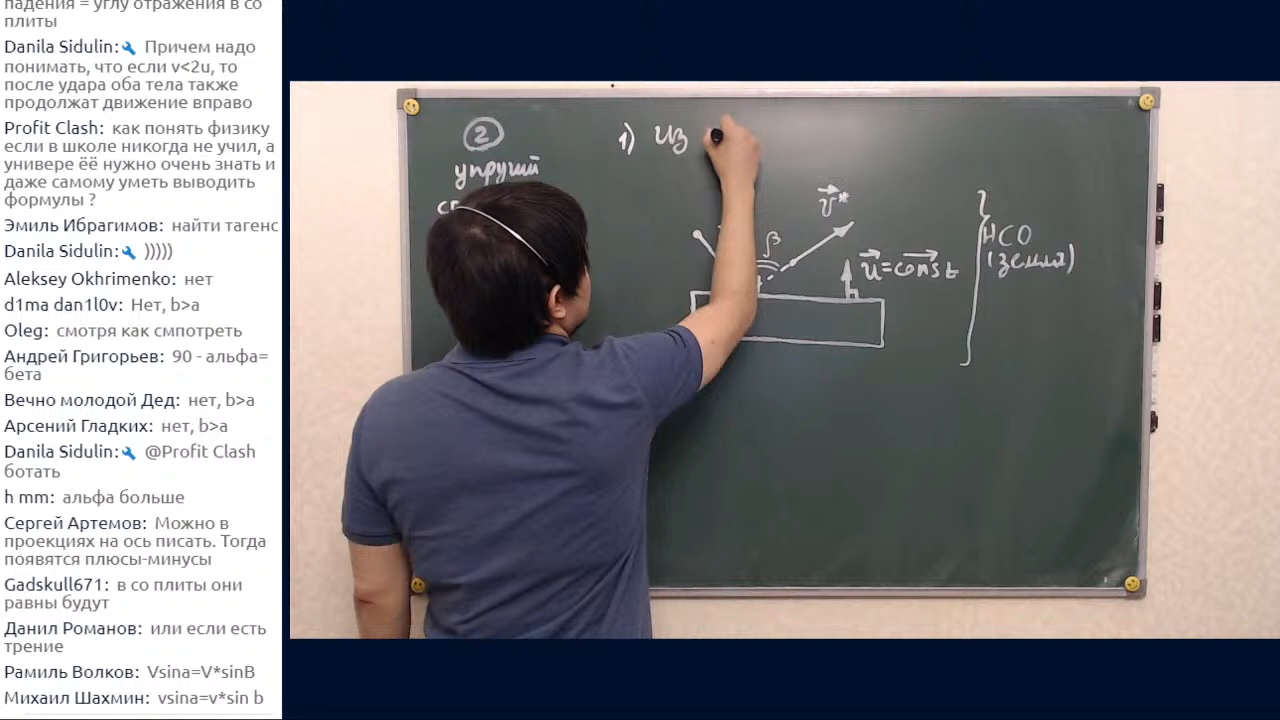 падения = углу отражения в со
плиты
Danila Sidulin: Причем надо
понимать, что если v<2u, то
после удара оба тела также
продолжат движение вправо
Profit Clash: как понять физику
если в школе никогда не учил, а
универе ёё нужно очень знать и
даже самому уметь выводить
формулы ?
Эмиль Ибрагимов: найти тагенс
Danila Sidulin: )))))
Aleksey Okhrimenko: нет
d1ma dan1l0v: Нет, b>a
Oleg: смотря как смпотреть
Андрей Григорьев: 90 - альфа=
бета
Вечно молодой Дед: нет, b>a
Арсений Гладких: нет, b>a
Danila Sidulin: @Profit Clash
ботать
h mm: альфа больше
Сергей Артемов: Можно в
проекциях на ось писать. Тогда
появятся плюсы-минусы
Gadskull671: в со плиты они
равны будут
Данил Романов: или если есть
трение
Рамиль Волков: Vsina=V*sinB
Михаил Шахмин: vsina=v*sin b
2
упругий
1) Из
v*
β
u=const
НСО
(земля)